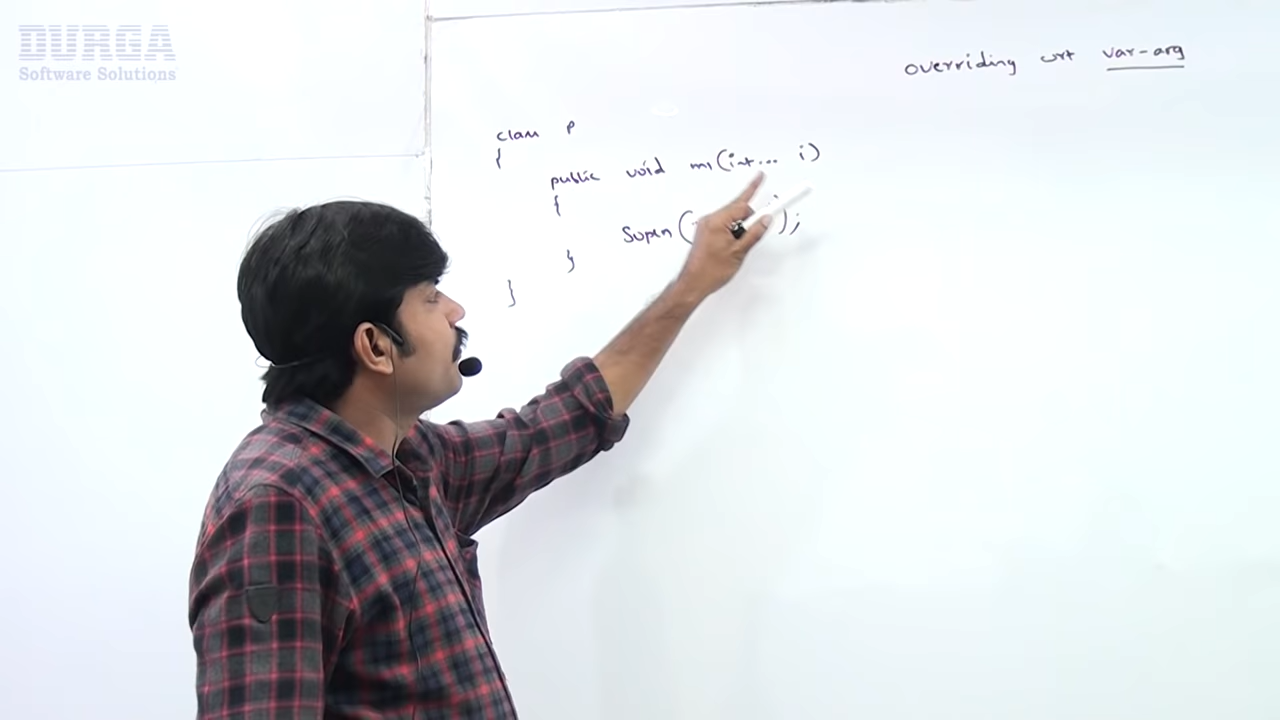 DURGA
Software Solutions
overriding wrt var-arg
class P
{
public void m1(int... i)
{
Sopln( );
}
}